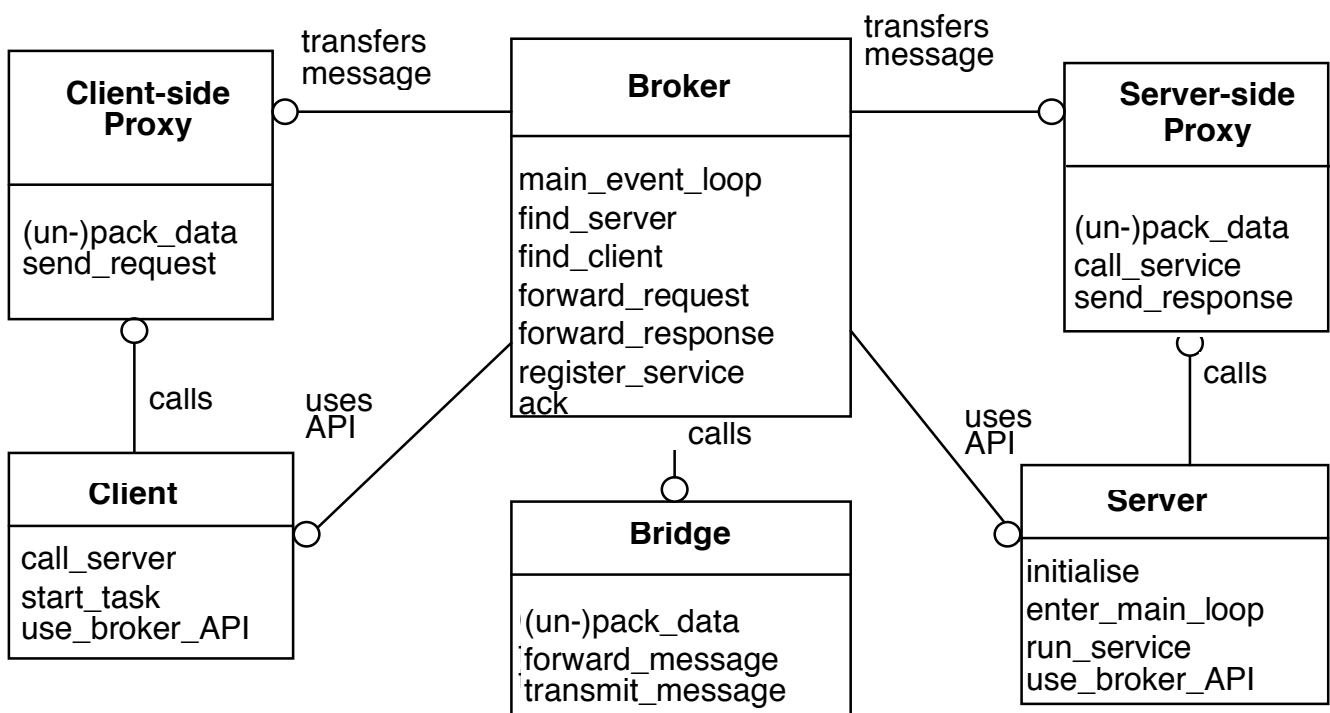 transfers
message
Client-side
Proxy
(un-)pack_data
send_request
Broker
main_event_loop
find_server
find_client
forward_request
forward_response
register_service
ack
transfers
message
Server-side
Proxy
(un-)pack_data
call_service
send_response
calls
uses
API
calls
uses
API
calls
Client
call_server
start_task
use_broker_API
Bridge
(un-)pack_data
forward_message
transmit_message
Server
initialise
enter_main_loop
run_service
use_broker_API